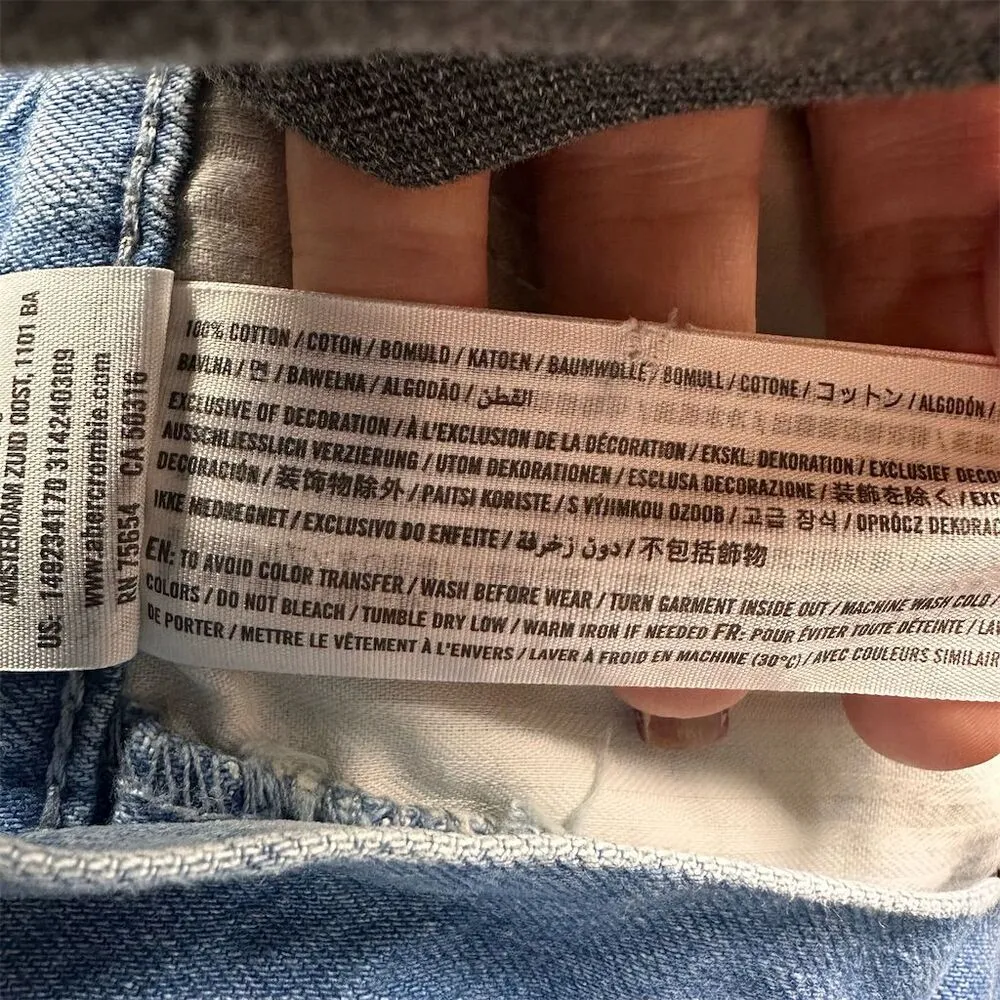 AMSTERDAM ZUID OOST, 1101 BA
US: 149234170 314240309
www.abercrombie.com
RN 75654 CA 50316
100% COTTON / COTON / BOMULD / KATOEN / BAUMWOLLE / BOMULL / COTONE / コットン / ALGODÓN /
BAVLNA / 면 / BAWEŁNA / ALGODÃO / القطن
EXCLUSIVE OF DECORATION / À L'EXCLUSION DE LA DÉCORATION / EKSKL. DEKORATION / EXCLUSIEF DECO
AUSSCHLIESSLICH VERZIERUNG / UTOM DEKORATIONEN / ESCLUSA DECORAZIONE / 装飾を除く /
DECORACIÓN / 装饰物除外 / PAITSI KORISTE / S VÝJIMKOU OZDOB / 고급 장식 / OPRÓCZ DEKORAC
IKKE MEDREGNET / EXCLUSIVO DO ENFEITE / دون زخرفة / 不包括飾物
EN: TO AVOID COLOR TRANSFER / WASH BEFORE WEAR / TURN GARMENT INSIDE OUT / MACHINE WASH COLD /
COLORS / DO NOT BLEACH / TUMBLE DRY LOW / WARM IRON IF NEEDED FR: POUR ÉVITER TOUTE DÉTEINTE / LA
DE PORTER / METTRE LE VÊTEMENT À L'ENVERS / LAVER À FROID EN MACHINE (30°C) / AVEC COULEURS SIMILAIR